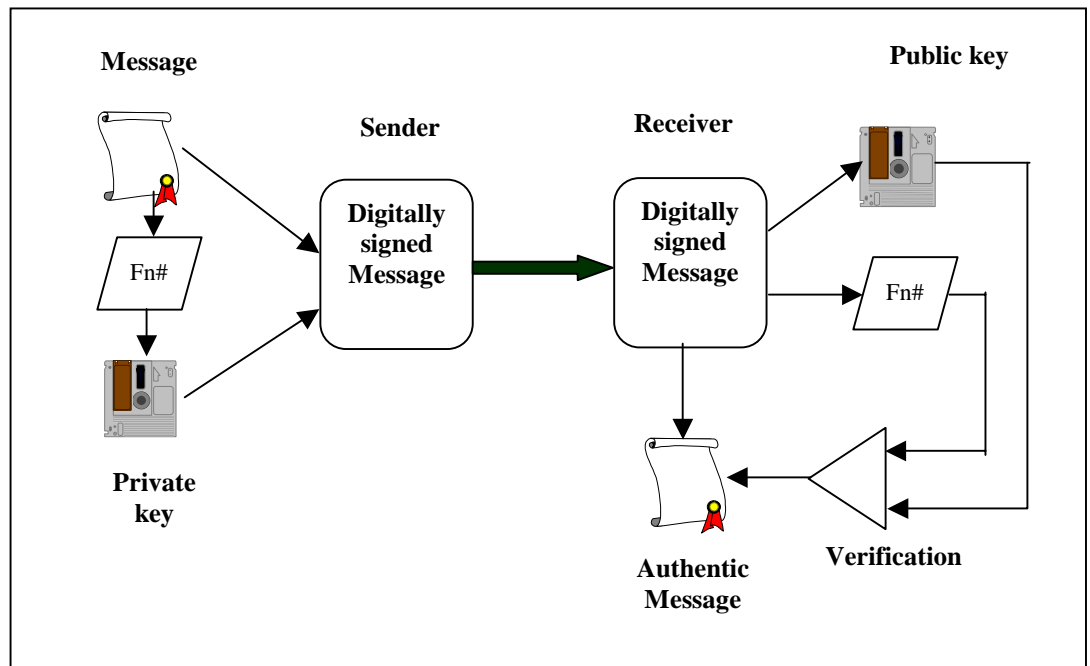 Message
Public key
Sender
Receiver
Digitally
signed
Message
Digitally
signed
Message
Fn#
Fn#
Private
key
Verification
Authentic
Message